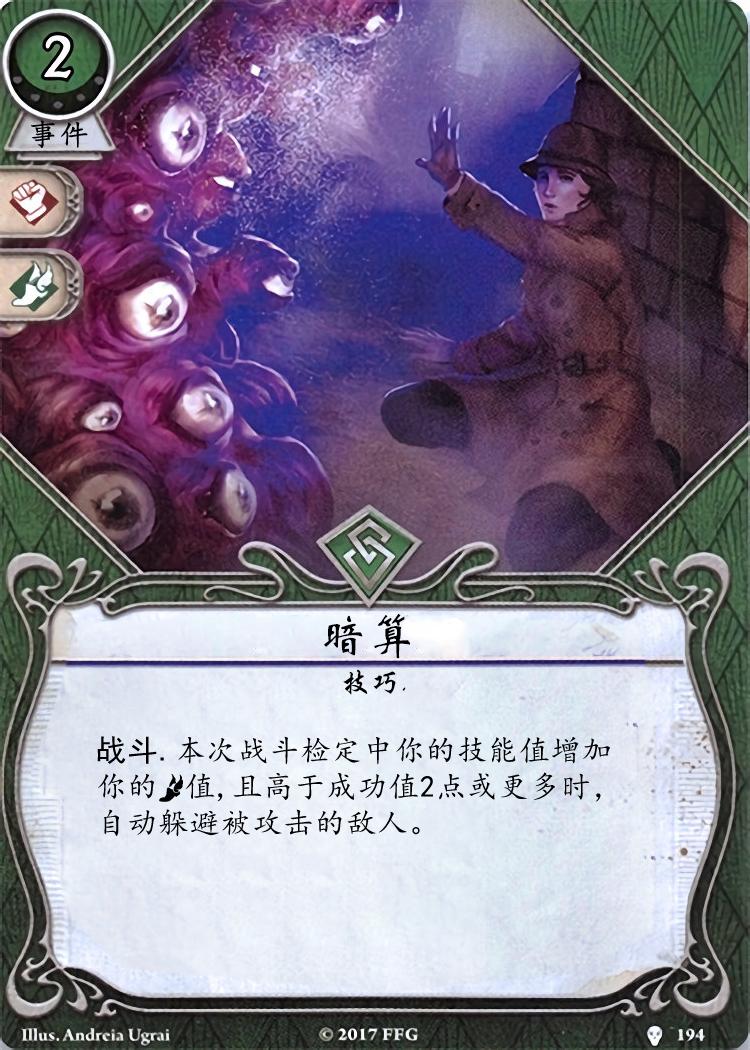 2
事件
暗算
技巧.
战斗. 本次战斗检定中你的技能值增加
你的值, 且高于成功值2点或更多时,
自动躲避被攻击的敌人。
Illus. Andreia Ugrai
© 2017 FFG
194